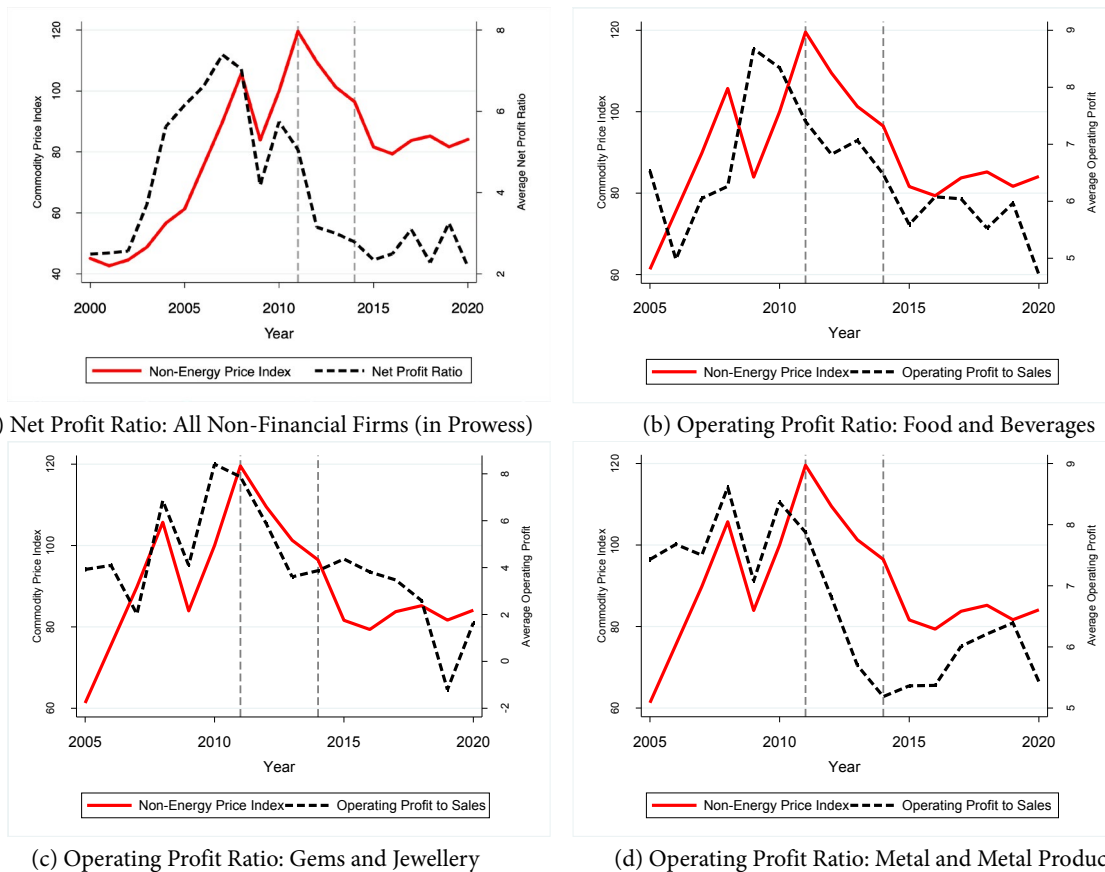 120
100
80
60
40
Commodity Price Index
8
6
4
2
Average Net Profit Ratio
2000 2005 2010 2015 2020
Year
Non-Energy Price Index Net Profit Ratio
) Net Profit Ratio: All Non-Financial Firms (in Prowess)
120
100
80
60
Commodity Price Index
9
8
7
6
5
Average Operating Profit
2005 2010 2015 2020
Year
Non-Energy Price Index Operating Profit to Sales
(b) Operating Profit Ratio: Food and Beverages
120
100
80
60
Commodity Price Index
8
6
4
2
0
-2
Average Operating Profit
2005 2010 2015 2020
Year
Non-Energy Price Index Operating Profit to Sales
(c) Operating Profit Ratio: Gems and Jewellery
120
100
80
60
Commodity Price Index
9
8
7
6
5
Average Operating Profit
2005 2010 2015 2020
Year
Non-Energy Price Index Operating Profit to Sales
(d) Operating Profit Ratio: Metal and Metal Produc